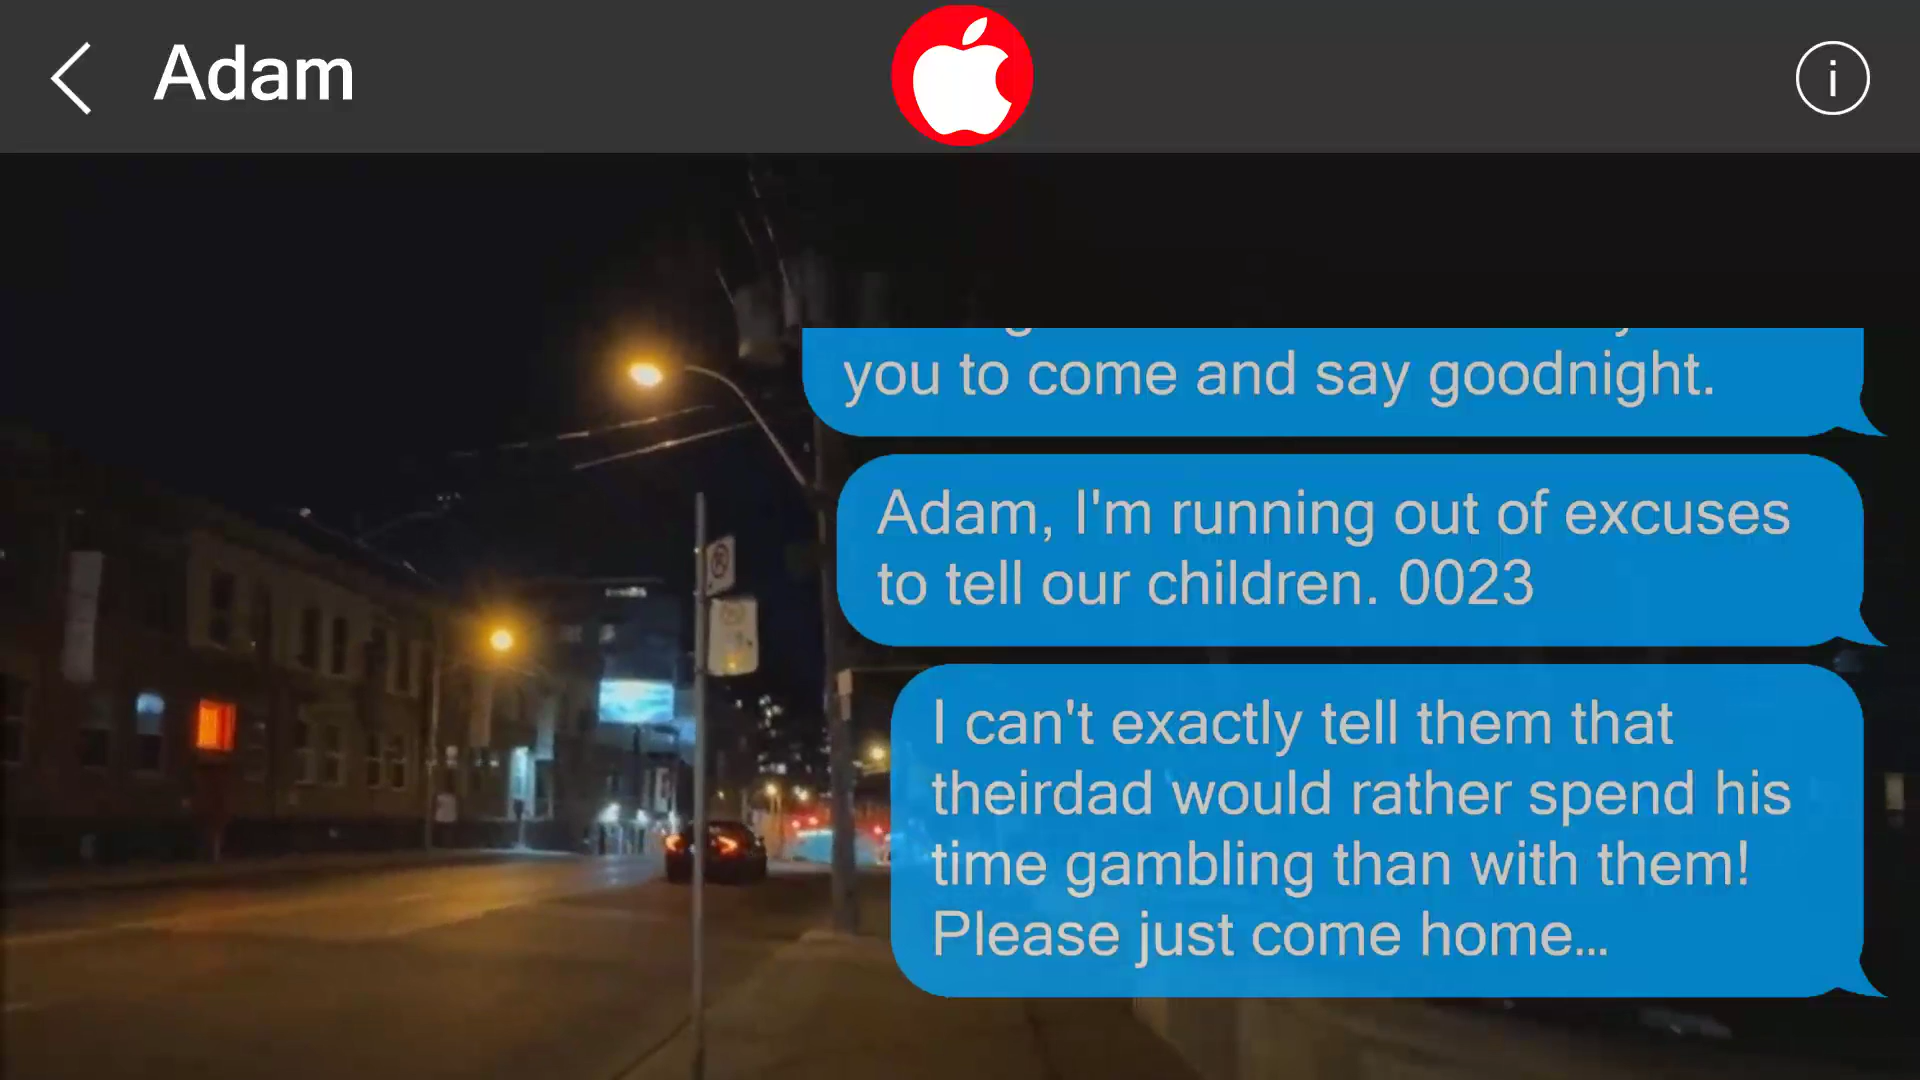 Adam
you to come and say goodnight.
Adam, I'm running out of excuses
to tell our children. 0023
I can't exactly tell them that
theirdad would rather spend his
time gambling than with them!
Please just come home...